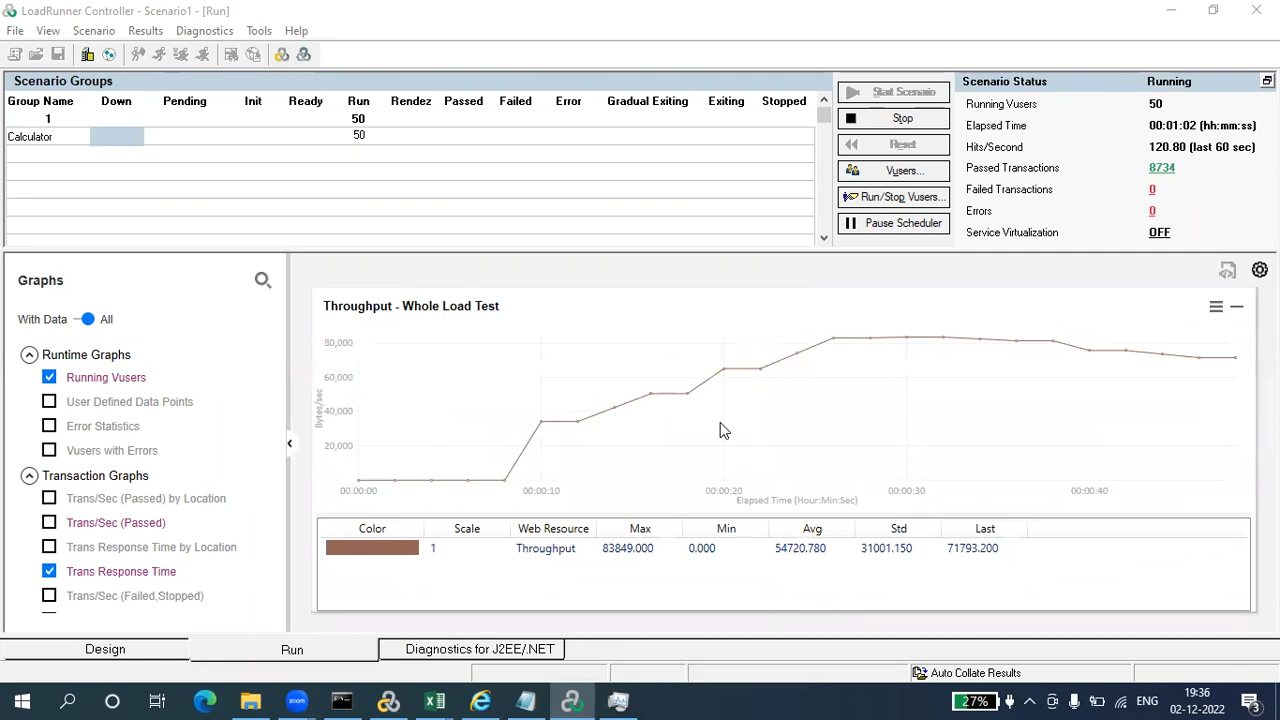 LoadRunner Controller - Scenario1 - [Run]
File View Scenario Results Diagnostics Tools Help
Scenario Groups
Group Name Down Pending Init Ready Run Rendez Passed Failed Error Gradual Exiting Exiting Stopped
1 50
Calculator 50
Start Scenario
Stop
Reset
Vusers...
Run/Stop Vusers...
Pause Scheduler
Scenario Status Running
Running Vusers 50
Elapsed Time 00:01:02 (hh:mm:ss)
Hits/Second 120.80 (last 60 sec)
Passed Transactions 8734
Failed Transactions 0
Errors 0
Service Virtualization OFF
Graphs
With Data All
Runtime Graphs
Running Vusers
User Defined Data Points
Error Statistics
Vusers with Errors
Transaction Graphs
Trans/Sec (Passed) by Location
Trans/Sec (Passed)
Trans Response Time by Location
Trans Response Time
Trans/Sec (Failed,Stopped)
Throughput - Whole Load Test
80,000
60,000
40,000
20,000
Bytes/sec
00:00:00 00:00:10 00:00:20 00:00:30 00:00:40
Elapsed Time (Hour:Min:Sec)
Color Scale Web Resource Max Min Avg Std Last
1 Throughput 83849.000 0.000 54720.780 31001.150 71793.200
Design Run Diagnostics for J2EE/.NET
Auto Collate Results
zoom
27%
ENG
19:36
02-12-2022
3